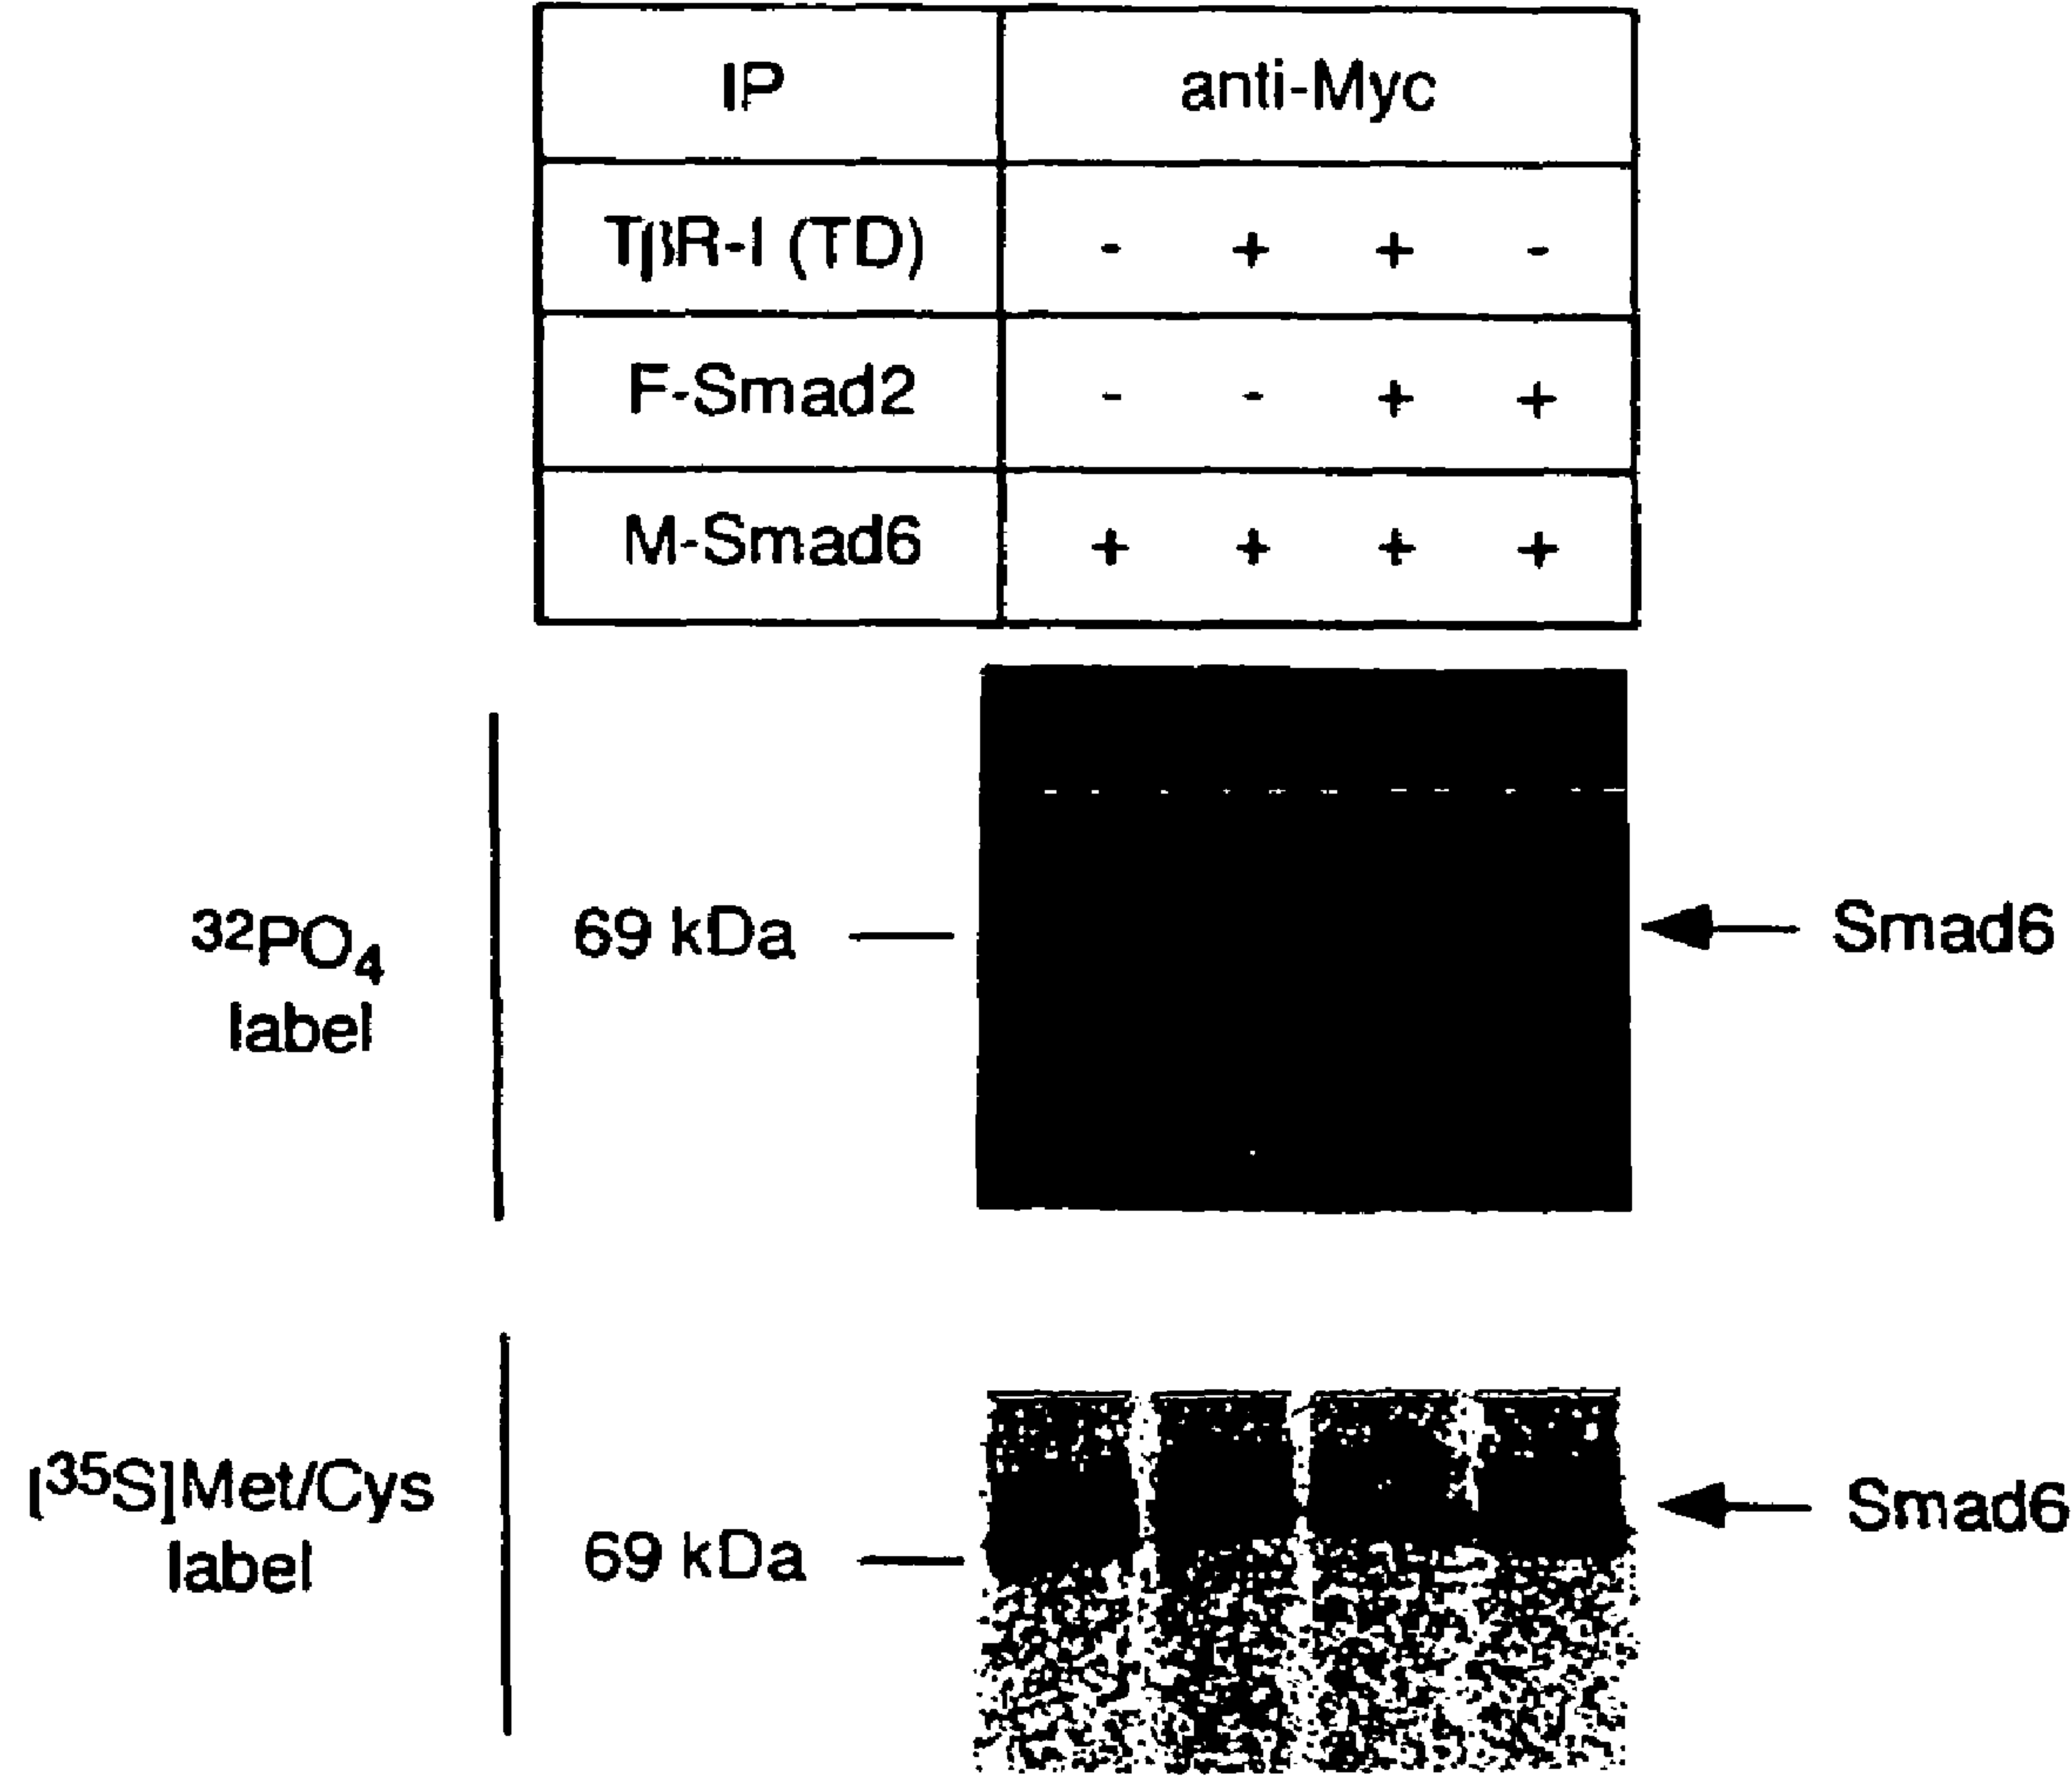 IP anti-Myc
TβR-I (TD) - + + -
F-Smad2 - - + +
M-Smad6 + + + +
32PO4
label
69 kDa
Smad6
[35S]Met/Cys
label
69 kDa
Smad6